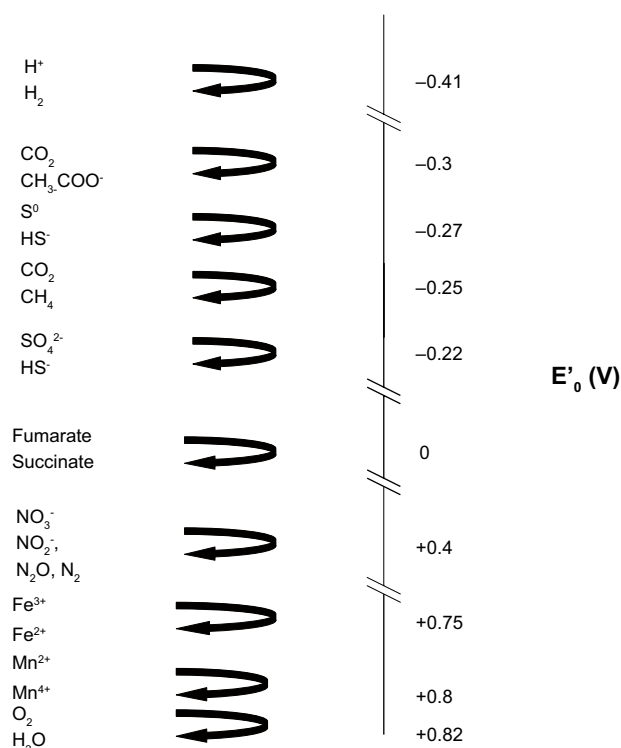 H⁺
H₂
–0.41
CO₂
CH₃-COO⁻
–0.3
S⁰
HS⁻
–0.27
CO₂
CH₄
–0.25
SO₄²⁻
HS⁻
–0.22
E’₀ (V)
Fumarate
Succinate
0
NO₃⁻
NO₂⁻,
N₂O, N₂
+0.4
Fe³⁺
Fe²⁺
+0.75
Mn²⁺
Mn⁴⁺
+0.8
O₂
H₂O
+0.82